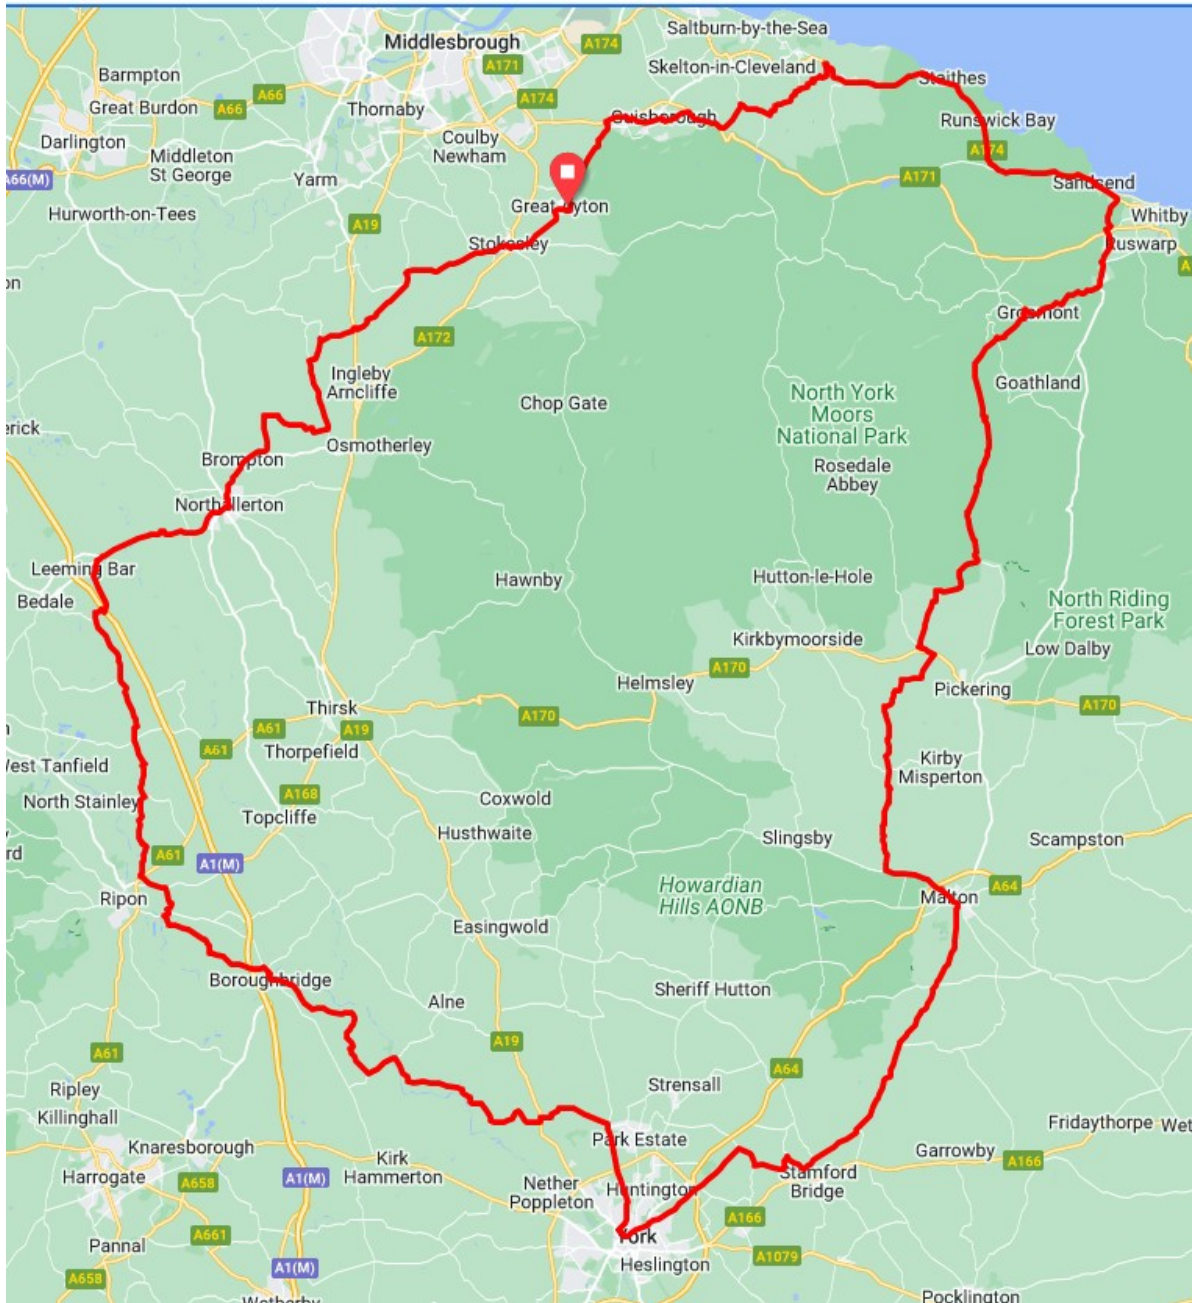 Saltburn-by-the-Sea
Middlesbrough
A174
Skelton-in-Cleveland
A171
Barmpton
A66
A66
A174
Staithes
Great Burdon
Thornaby
Guisborough
Runswick Bay
Darlington
Coulby
Newham
A174
Middleton
St George
A66(M)
Yarm
A171
Sandsend
Great Ayton
Hurworth-on-Tees
A19
Whitby
Stokesley
Ruswarp
Grosmont
A172
Ingleby
Arncliffe
Goathland
North York
Moors
National Park
Chop Gate
erick
Osmotherley
Brompton
Rosedale
Abbey
Northallerton
Leeming Bar
Hawnby
Hutton-le-Hole
Bedale
North Riding
Forest Park
Kirkbymoorside
Low Dalby
A170
Helmsley
Pickering
Thirsk
A170
A170
A61
A19
A61
Thorpefield
Kirby
Misperton
est Tanfield
A168
Coxwold
North Stainley
Topcliffe
Husthwaite
Slingsby
Scampston
rd
A61
A1(M)
Howardian
Hills AONB
A64
Ripon
Malton
Easingwold
Boroughbridge
Sheriff Hutton
Alne
A19
A61
A64
Ripley
Strensall
Killinghall
Fridaythorpe
Wet
Park Estate
Knaresborough
Garrowby
Kirk
Hammerton
A166
Harrogate
A1(M)
Stamford
Bridge
A658
Nether
Poppleton
Huntington
A166
A661
York
Pannal
A1079
Heslington
A1(M)
A658
Pocklington
Wetherby